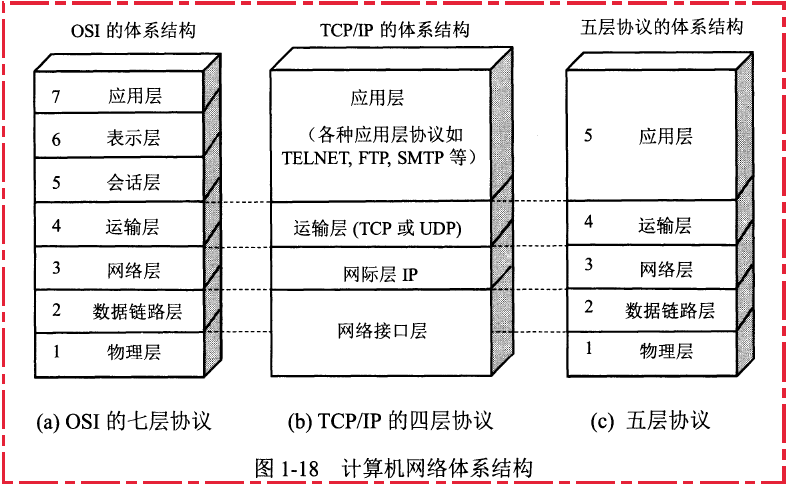 OSI 的体系结构
7 应用层
6 表示层
5 会话层
4 运输层
3 网络层
2 数据链路层
1 物理层
(a) OSI 的七层协议
TCP/IP 的体系结构
应用层
(各种应用层协议如
TELNET, FTP, SMTP 等)
运输层 (TCP 或 UDP)
网际层 IP
网络接口层
(b) TCP/IP 的四层协议
五层协议的体系结构
5 应用层
4 运输层
3 网络层
2 数据链路层
1 物理层
(c) 五层协议
图 1-18 计算机网络体系结构